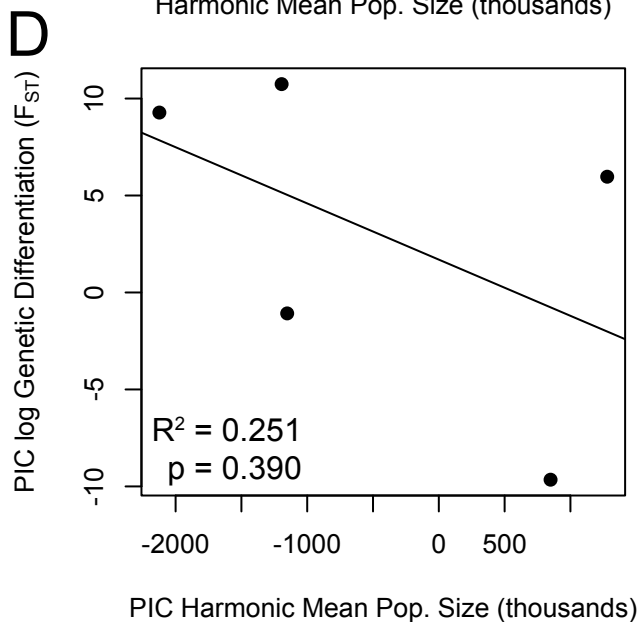 Harmonic Mean Pop. Size (thousands)
D
PIC log Genetic Differentiation (F_ST)
10
5
0
-5
-10
R² = 0.251
p = 0.390
-2000 -1000 0 500
PIC Harmonic Mean Pop. Size (thousands)